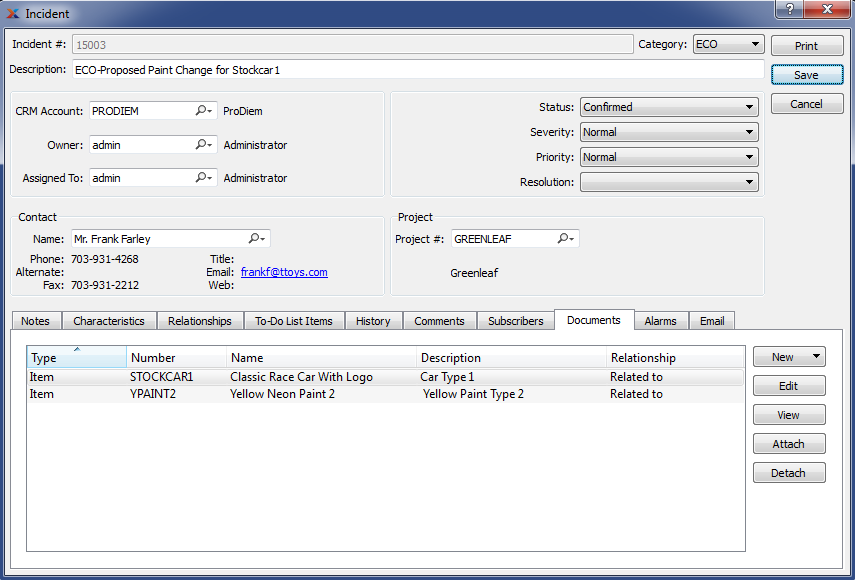 Incident
?
Incident #: 15003 Category: ECO Print
Description: ECO-Proposed Paint Change for Stockcar1 Save
Cancel
CRM Account: PRODIEM ProDiem Status: Confirmed
Owner: admin Administrator Severity: Normal
Priority: Normal
Assigned To: admin Administrator Resolution:
Contact Project
Name: Mr. Frank Farley Project #: GREENLEAF
Phone: 703-931-4268 Title:
Alternate: Email: frankf@ttoys.com Greenleaf
Fax: 703-931-2212 Web:
Notes Characteristics Relationships To-Do List Items History Comments Subscribers Documents Alarms Email
Type Number Name Description Relationship New
Item STOCKCAR1 Classic Race Car With Logo Car Type 1 Related to
Item YPAINT2 Yellow Neon Paint 2 Yellow Paint Type 2 Related to
Edit
View
Attach
Detach